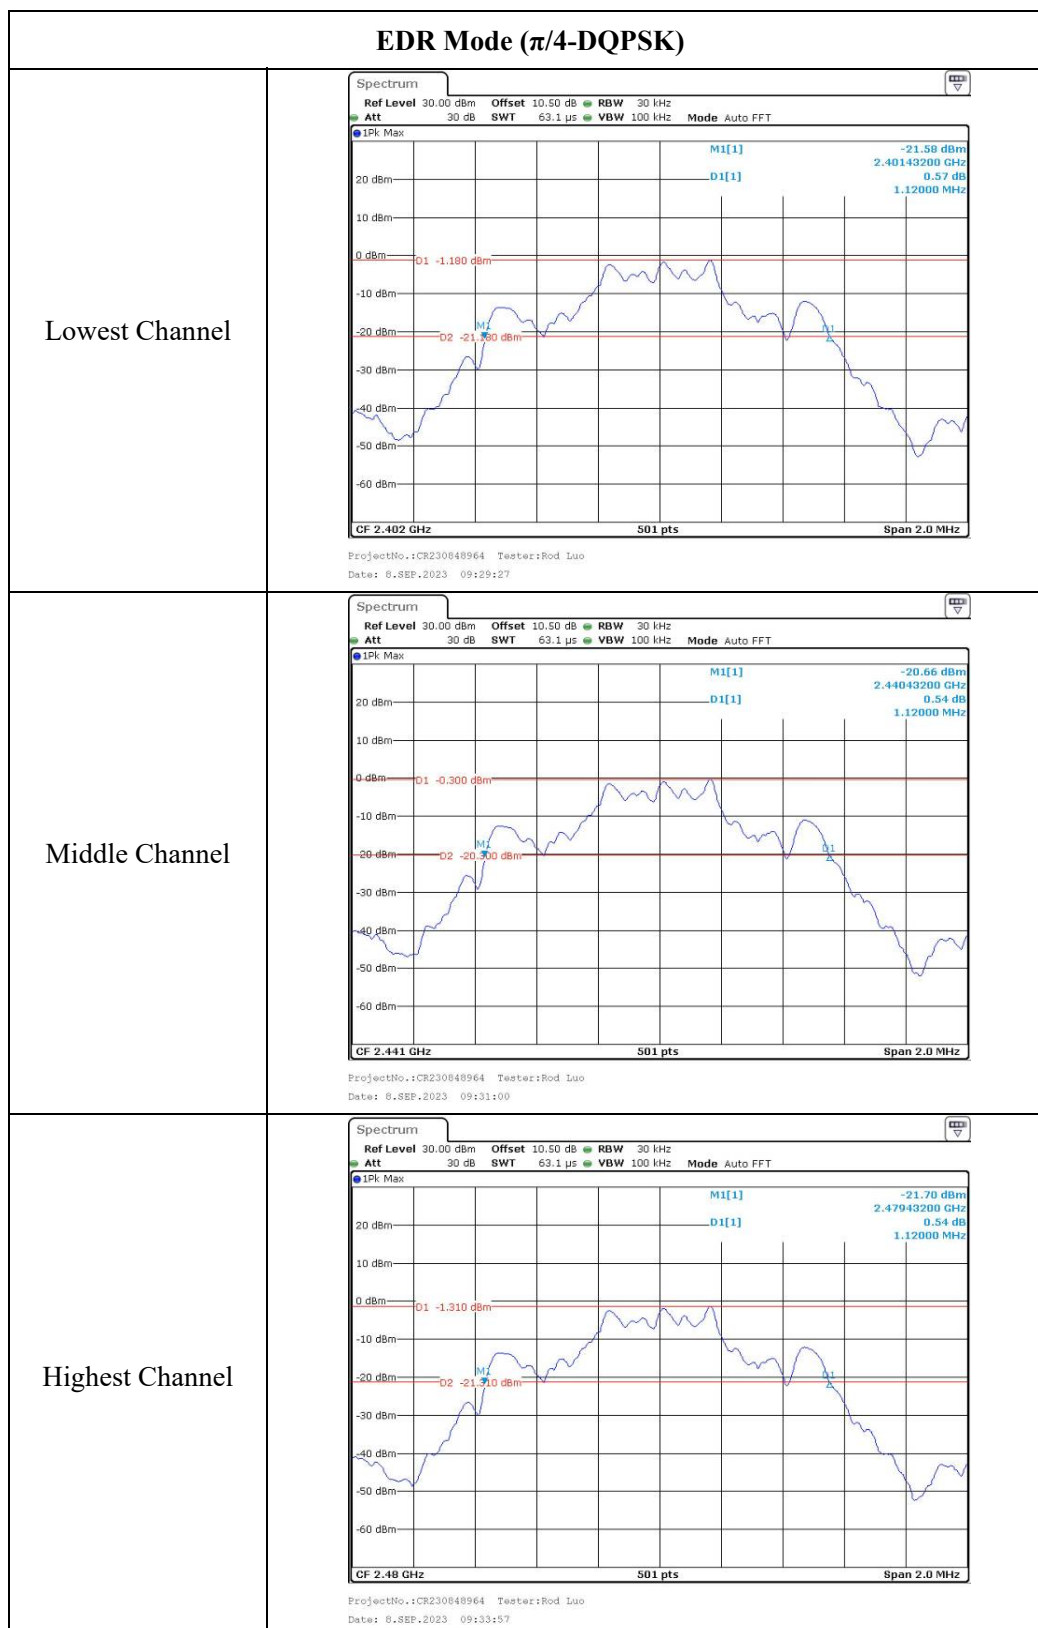 EDR Mode (π/4-DQPSK)
Lowest Channel
Spectrum
Ref Level 30.00 dBm Offset 10.50 dB RBW 30 kHz
Att 30 dB SWT 63.1 µs VBW 100 kHz Mode Auto FFT
1Pk Max
M1[1] -21.58 dBm
2.40143200 GHz
D1[1] 0.57 dB
1.12000 MHz
20 dBm
10 dBm
0 dBm
D1 -1.180 dBm
-10 dBm
M1
D1
-20 dBm
D2 -21.180 dBm
-30 dBm
-40 dBm
-50 dBm
-60 dBm
CF 2.402 GHz 501 pts Span 2.0 MHz
ProjectNo.:CR230848964 Tester:Rod Luo
Date: 8.SEP.2023 09:29:27
Middle Channel
Spectrum
Ref Level 30.00 dBm Offset 10.50 dB RBW 30 kHz
Att 30 dB SWT 63.1 µs VBW 100 kHz Mode Auto FFT
1Pk Max
M1[1] -20.66 dBm
2.44043200 GHz
D1[1] 0.54 dB
1.12000 MHz
20 dBm
10 dBm
0 dBm
D1 -0.300 dBm
-10 dBm
M1
D1
-20 dBm
D2 -20.300 dBm
-30 dBm
-40 dBm
-50 dBm
-60 dBm
CF 2.441 GHz 501 pts Span 2.0 MHz
ProjectNo.:CR230848964 Tester:Rod Luo
Date: 8.SEP.2023 09:31:00
Highest Channel
Spectrum
Ref Level 30.00 dBm Offset 10.50 dB RBW 30 kHz
Att 30 dB SWT 63.1 µs VBW 100 kHz Mode Auto FFT
1Pk Max
M1[1] -21.70 dBm
2.47943200 GHz
D1[1] 0.54 dB
1.12000 MHz
20 dBm
10 dBm
0 dBm
D1 -1.310 dBm
-10 dBm
M1
D1
-20 dBm
D2 -21.310 dBm
-30 dBm
-40 dBm
-50 dBm
-60 dBm
CF 2.48 GHz 501 pts Span 2.0 MHz
ProjectNo.:CR230848964 Tester:Rod Luo
Date: 8.SEP.2023 09:33:57